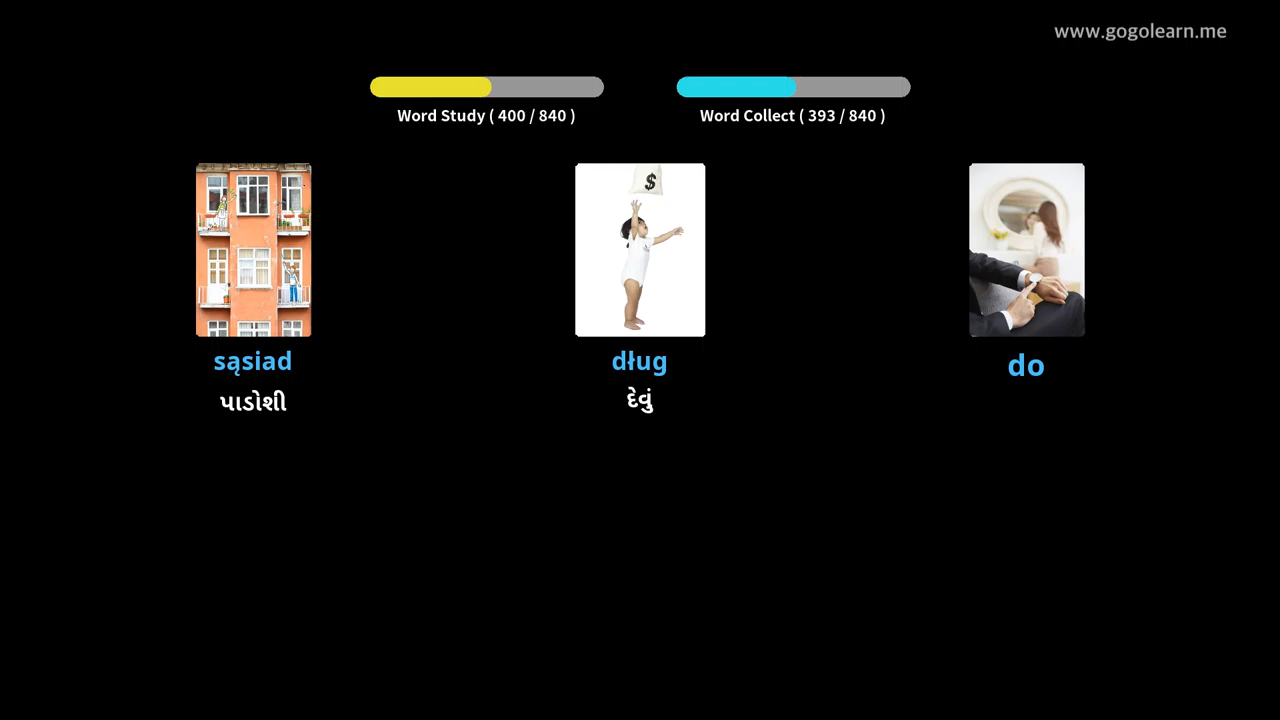 www.gogolearn.me
Word Study ( 400 / 840 )
Word Collect ( 393 / 840 )
$
sąsiad
dług
do
પાડોશી
દેવું